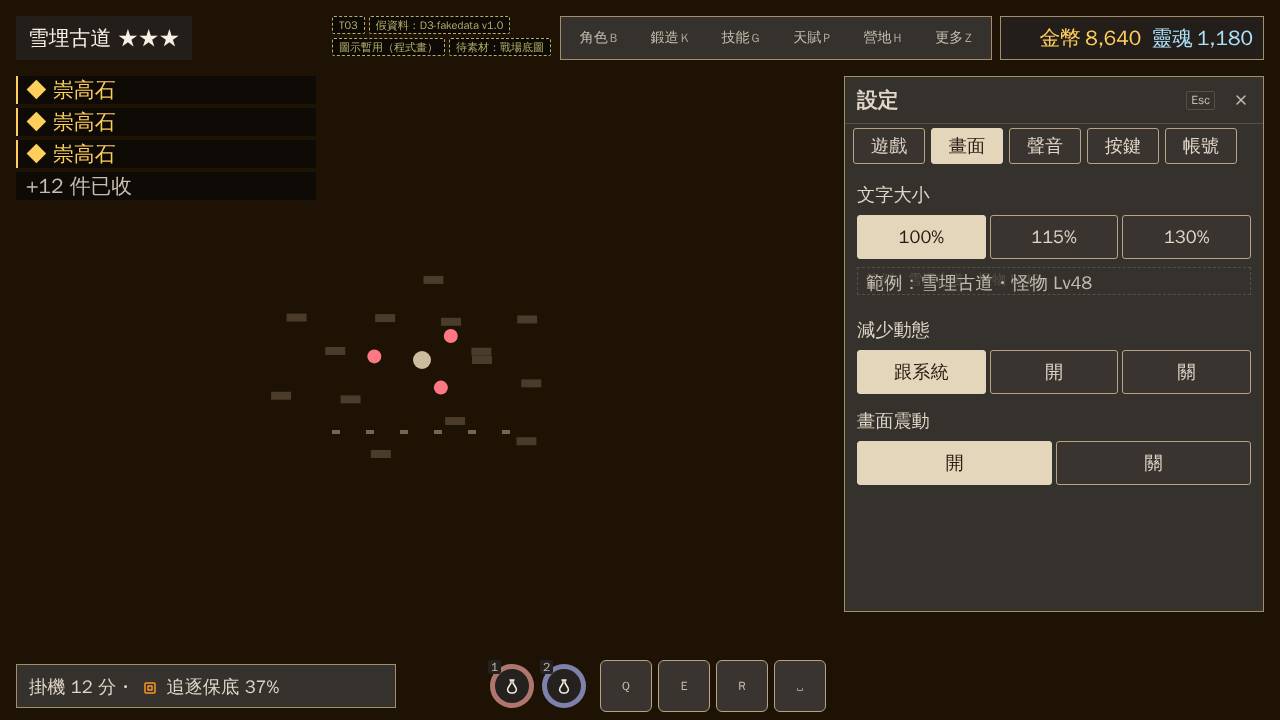 雪埋古道 ★★★
T03 假資料：D3-fakedata v1.0
圖示暫用（程式畫） 待素材：戰場底圖
角色B 鍛造K 技能G 天賦P 營地H 更多Z
金幣 8,640 靈魂 1,180
◆ 崇高石
◆ 崇高石
◆ 崇高石
+12 件已收
設定 Esc ×
遊戲 畫面 聲音 按鍵 帳號
文字大小
100% 115% 130%
範例：雪埋古道・怪物 Lv48
減少動態
跟系統 開 關
畫面震動
開 關
掛機 12 分・ 追逐保底 37%
1 2
Q E R ⎵